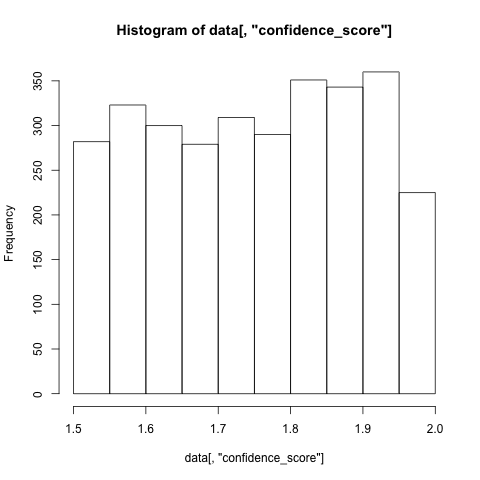 Histogram of data[, "confidence_score"]
Frequency
350
300
250
200
150
100
50
0
1.5 1.6 1.7 1.8 1.9 2.0
data[, "confidence_score"]